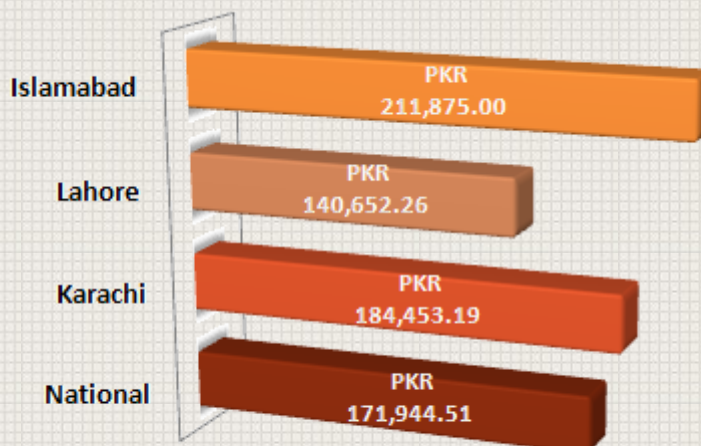 Islamabad
PKR
211,875.00
Lahore
PKR
140,652.26
Karachi
PKR
184,453.19
National
PKR
171,944.51